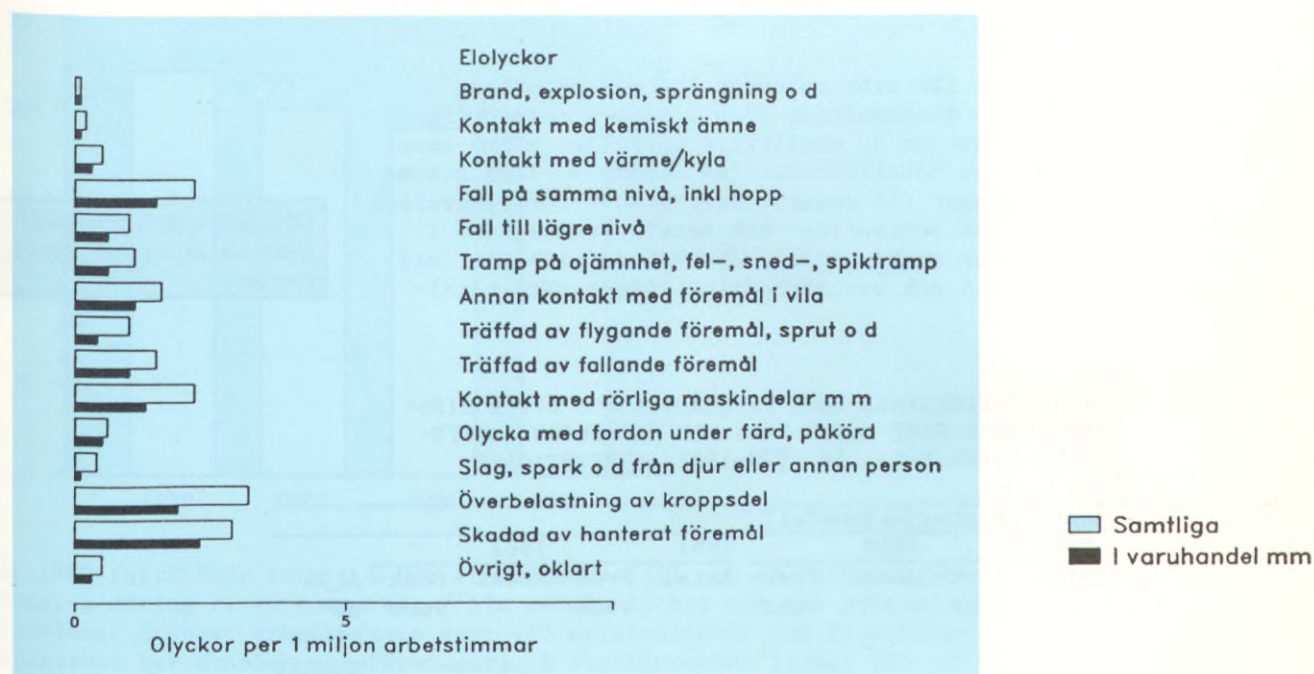 Elolyckor
Brand, explosion, sprängning o d
Kontakt med kemiskt ämne
Kontakt med värme/kyla
Fall på samma nivå, inkl hopp
Fall till lägre nivå
Tramp på ojämnhet, fel-, sned-, spiktramp
Annan kontakt med föremål i vila
Träffad av flygande föremål, sprut o d
Träffad av fallande föremål
Kontakt med rörliga maskindelar m m
Olycka med fordon under färd, påkörd
Slag, spark o d från djur eller annan person
Överbelastning av kroppsdel
Skadad av hanterat föremål
Övrigt, oklart
0 5
Olyckor per 1 miljon arbetstimmar
Samtliga
I varuhandel mm